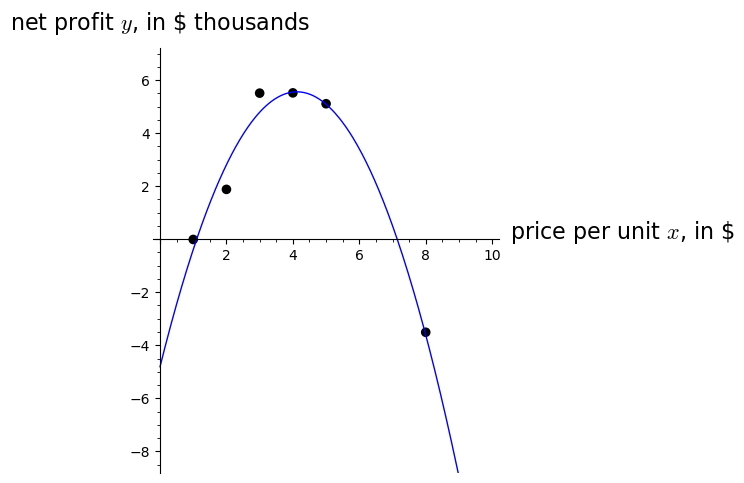 net profit y, in $ thousands
6
4
2
price per unit x, in $
2 4 6 8 10
−2
−4
−6
−8